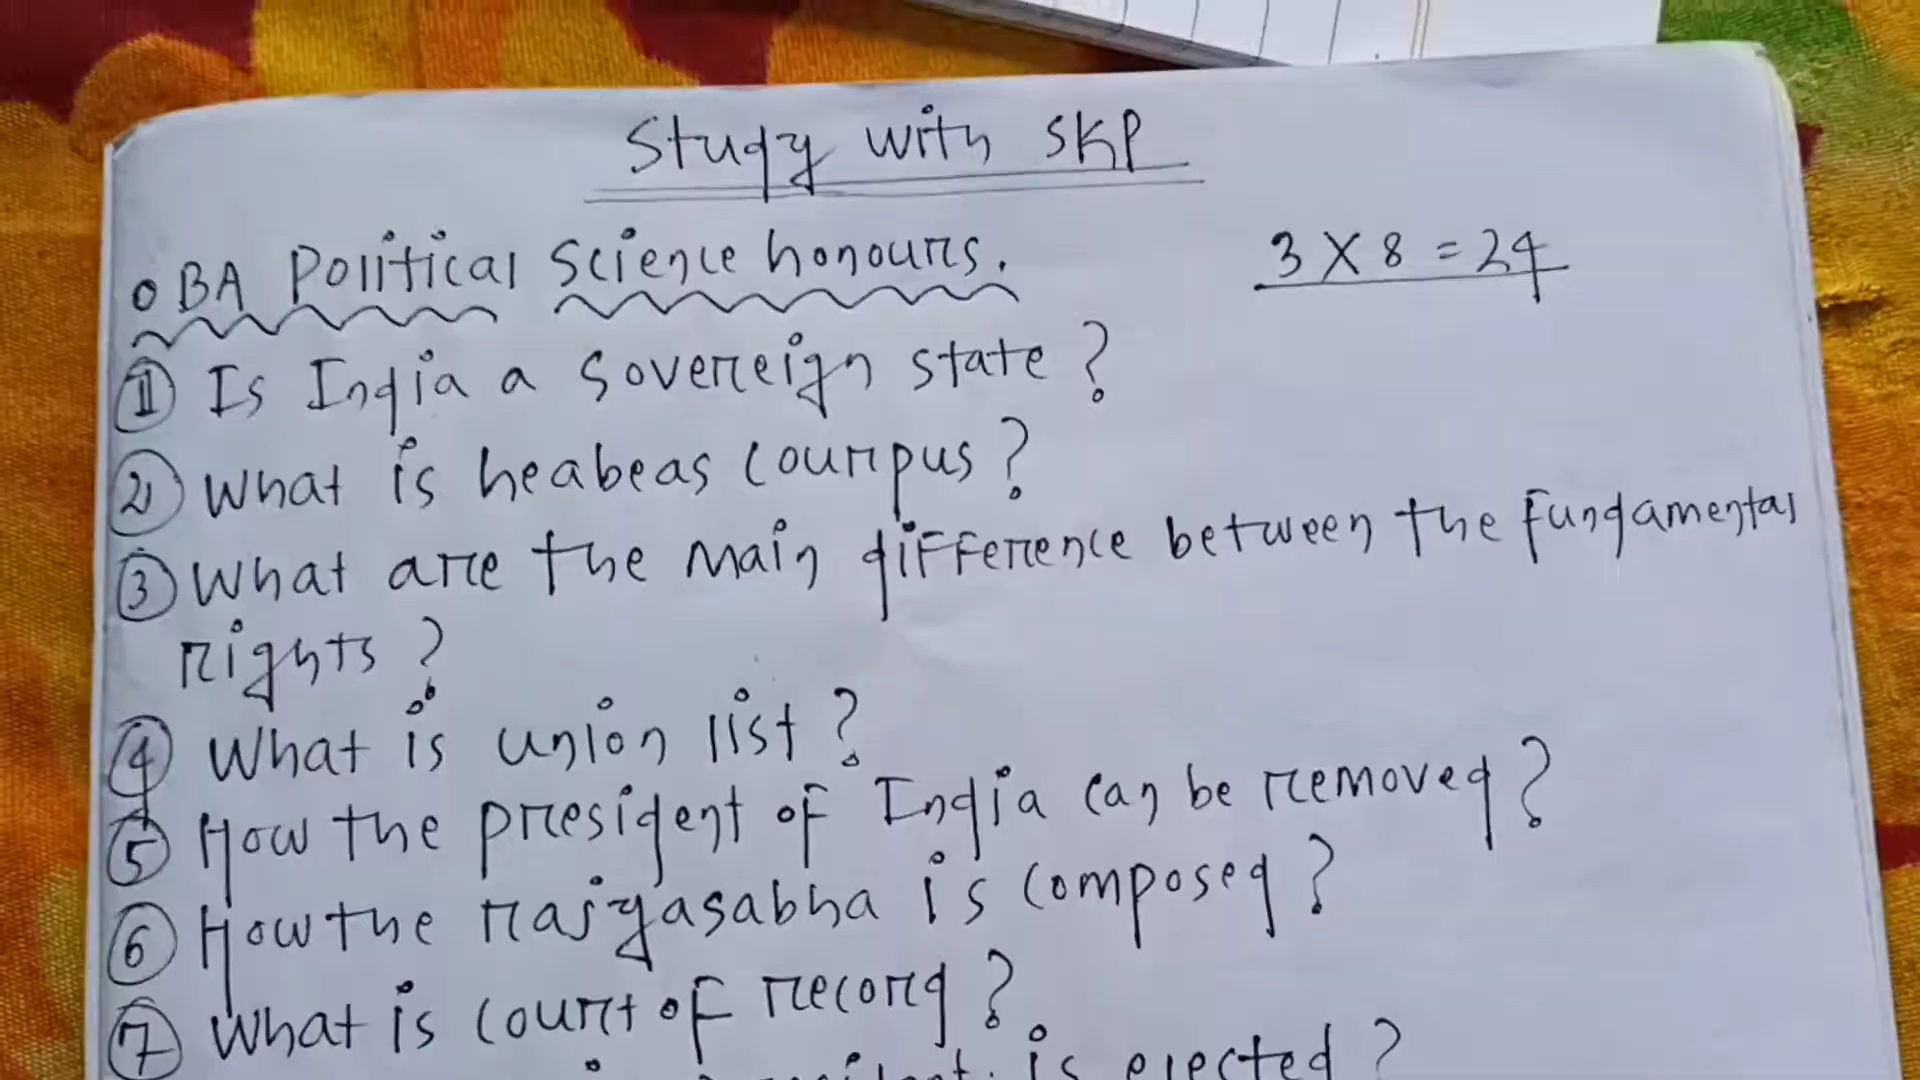 Study with SKP
BA Political Science honours.
3 X 8 = 24
① Is India a sovereign state?
② What is heabeas courpus?
③ What are the main difference between the fundamental
rights?
④ What is union list?
⑤ How the president of India can be removed?
⑥ How the rajyasabha is composed?
⑦ What is court of record?
is elected?